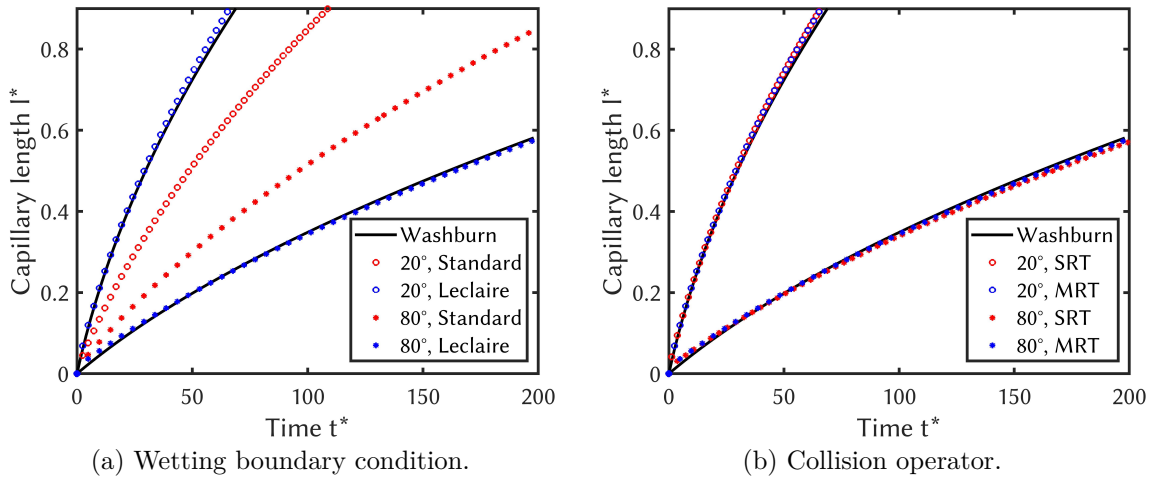 0.8
0.6
0.4
0.2
0
0
50
100
150
200
Capillary length l*
Time t*
Washburn
20°, Standard
20°, Leclaire
80°, Standard
80°, Leclaire
(a) Wetting boundary condition.
0.8
0.6
0.4
0.2
0
0
50
100
150
200
Capillary length l*
Time t*
Washburn
20°, SRT
20°, MRT
80°, SRT
80°, MRT
(b) Collision operator.